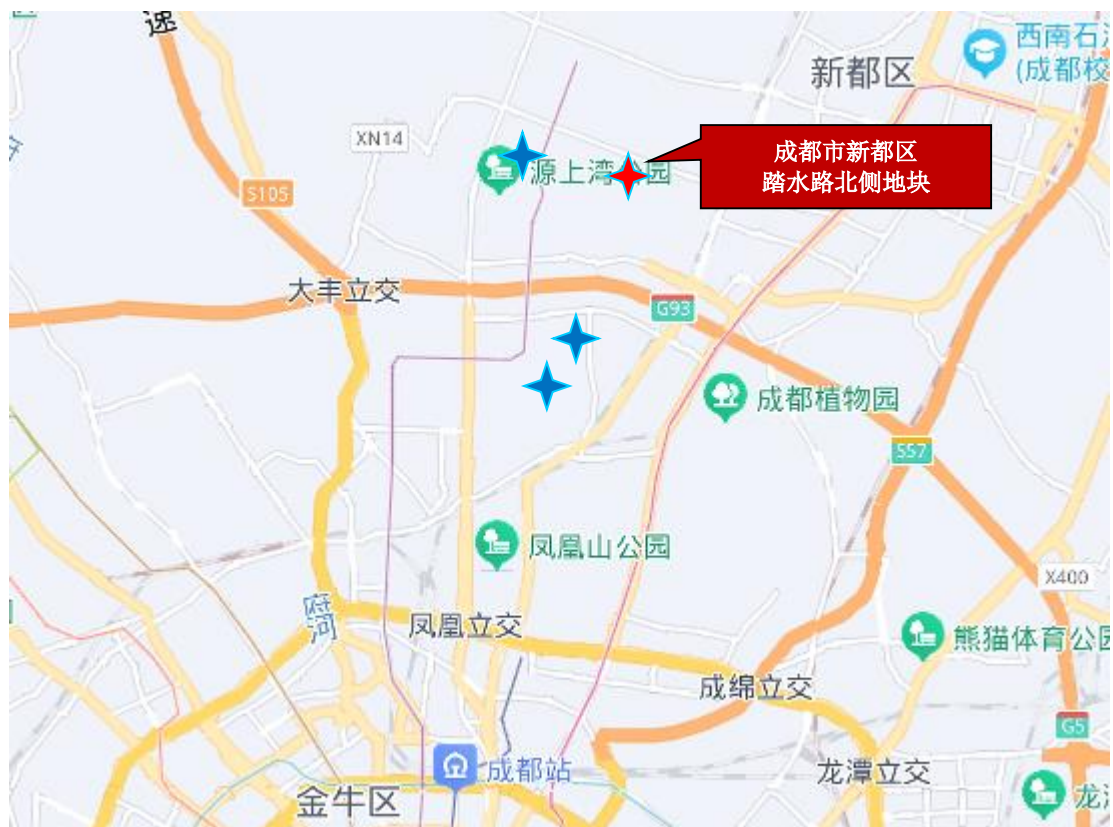 速
西南石
(成都校
新都区
XN14
成都市新都区
踏水路北侧地块
源上湾公园
S105
大丰立交
G93
成都植物园
S57
凤凰山公园
X400
府河
凤凰立交
熊猫体育公园
成绵立交
G5
成都站
龙潭立交
金牛区
龙